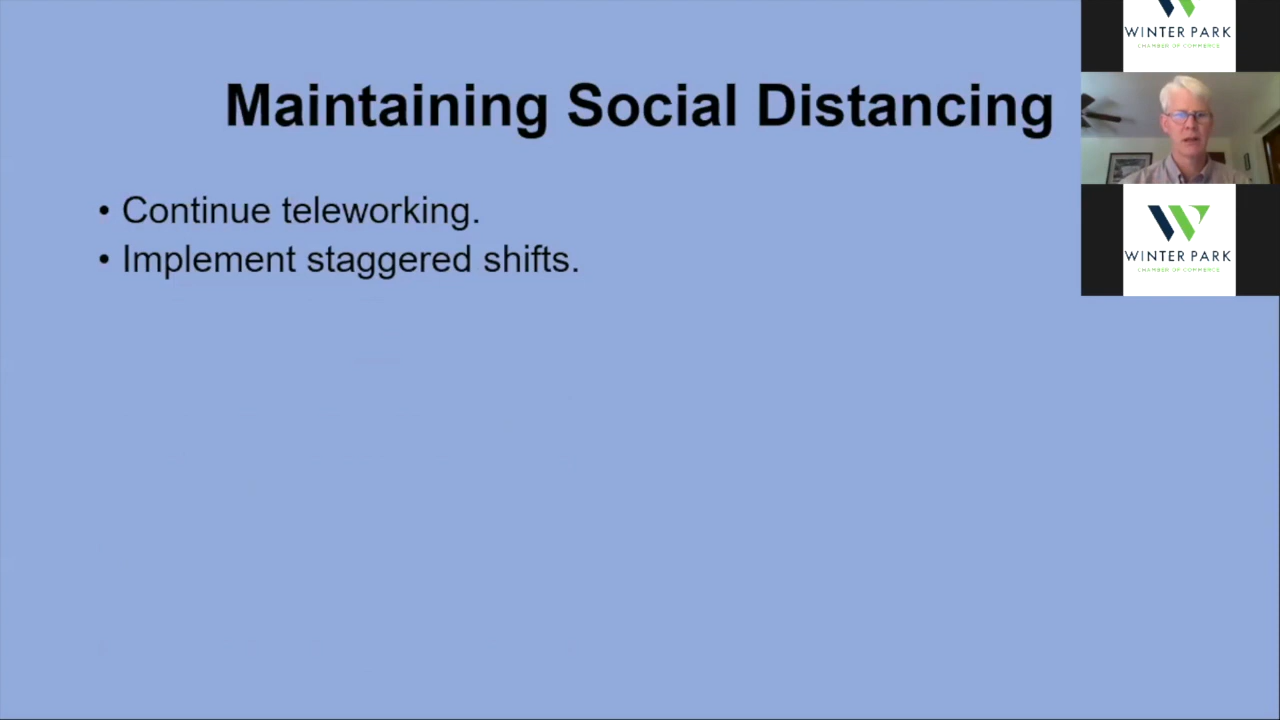 Maintaining Social Distancing
• Continue teleworking.
• Implement staggered shifts.
WINTER PARK
CHAMBER OF COMMERCE
WINTER PARK
CHAMBER OF COMMERCE